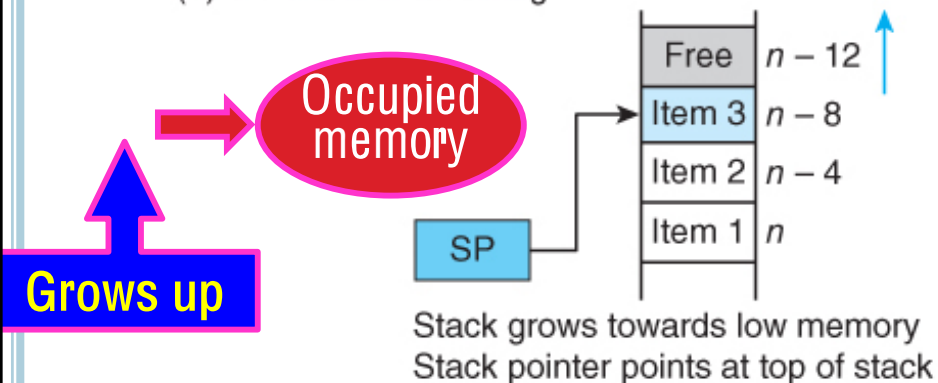 Occupied
memory
Grows up
Free n – 12
Item 3 n – 8
Item 2 n – 4
Item 1 n
SP
Stack grows towards low memory
Stack pointer points at top of stack